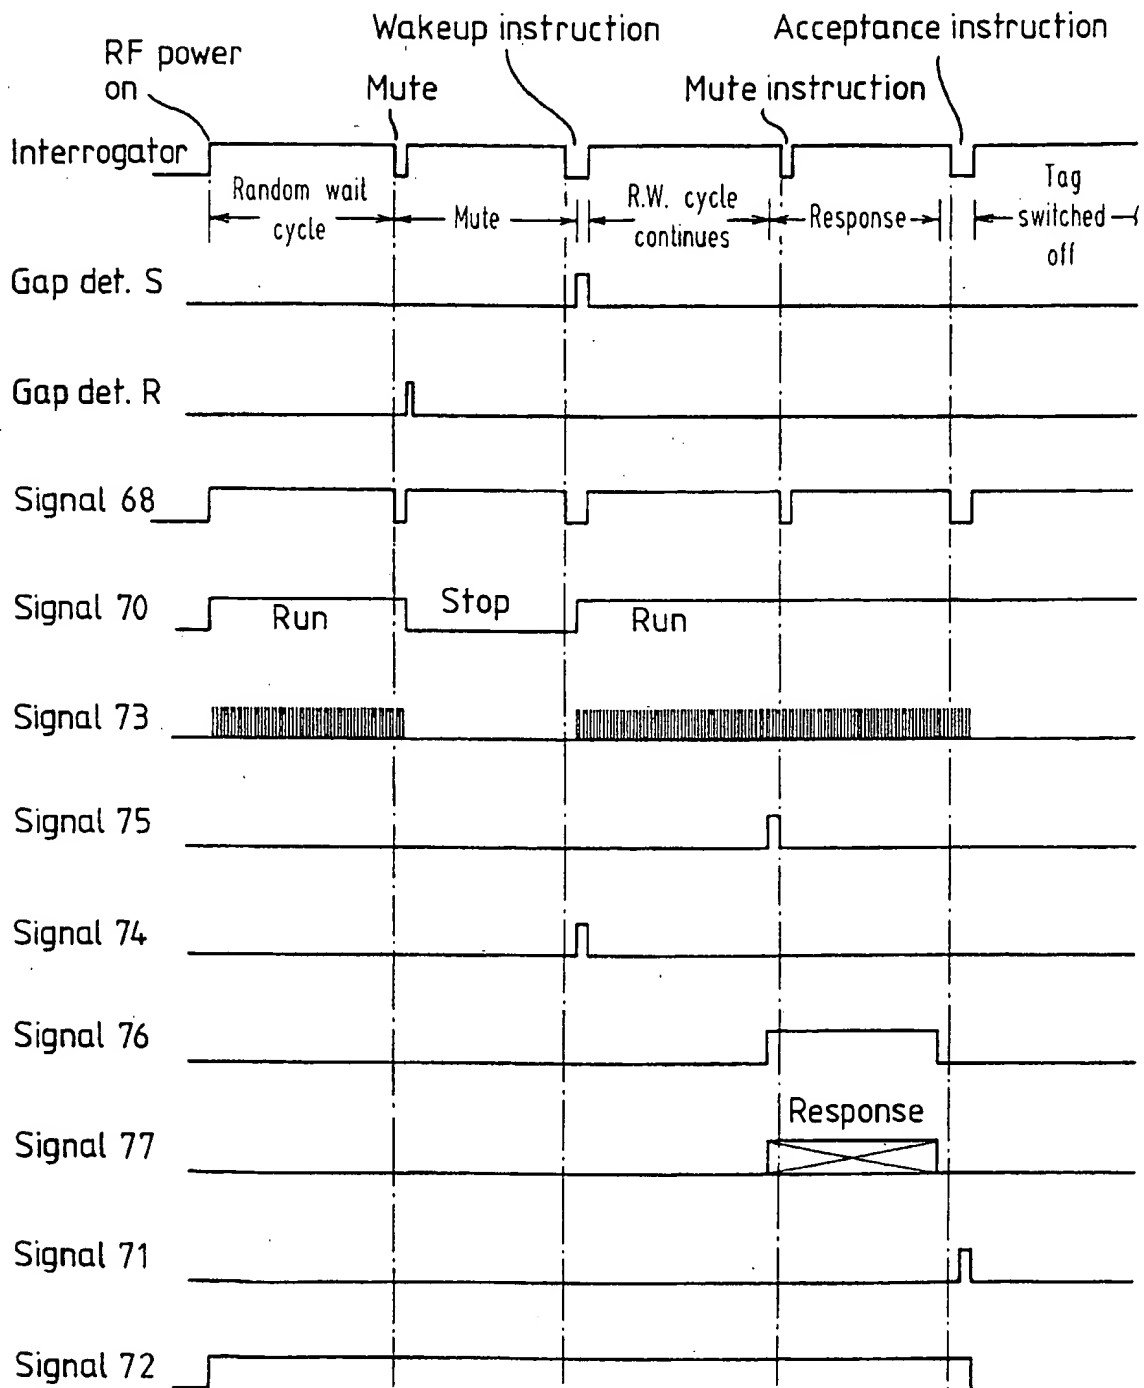 Wakeup instruction
Acceptance instruction
RF power
on
Mute
Mute instruction
Interrogator
Random wait
cycle
Mute
R.W. cycle
continues
Response
Tag
switched
off
Gap det. S
Gap det. R
Signal 68
Signal 70
Run
Stop
Run
Signal 73
Signal 75
Signal 74
Signal 76
Response
Signal 77
Signal 71
Signal 72